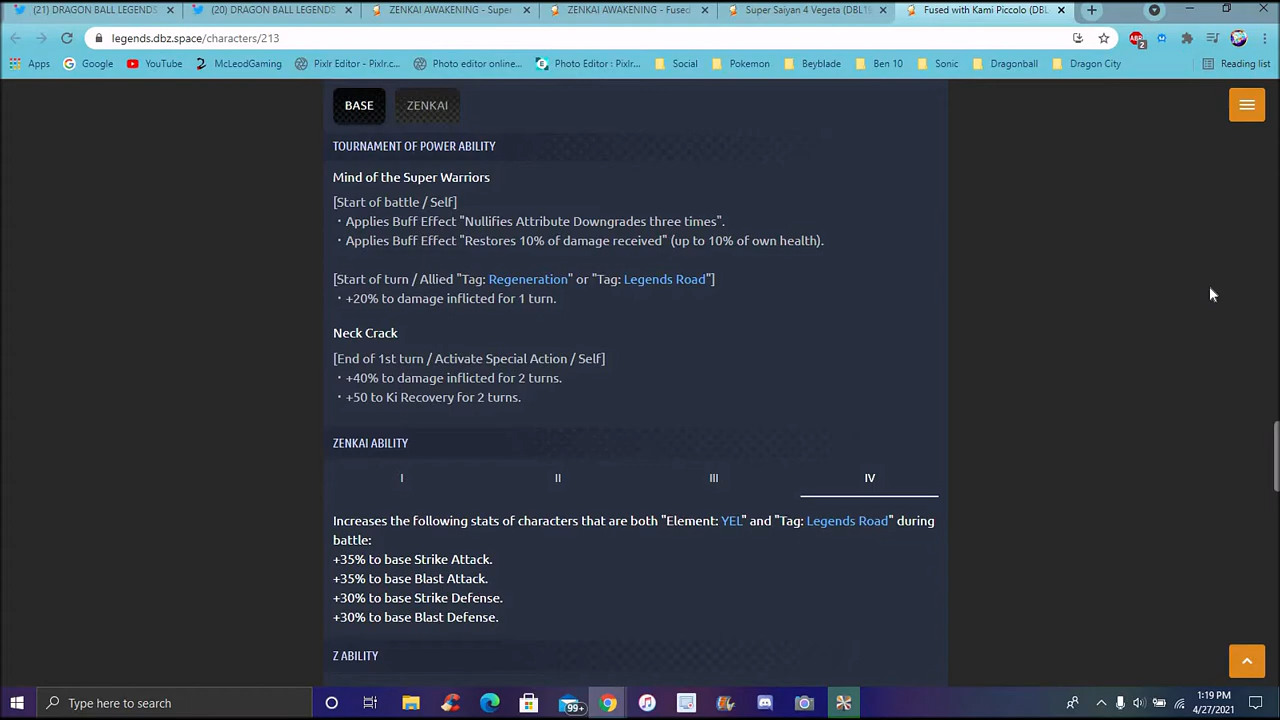 (21) DRAGON BALL LEGENDS
(20) DRAGON BALL LEGENDS
ZENKAI AWAKENING - Super
ZENKAI AWAKENING - Fused
Super Saiyan 4 Vegeta (DBL1
Fused with Kami Piccolo (DBL
legends.dbz.space/characters/213
2
Apps
Google
YouTube
McLeodGaming
Pixlr Editor - Pixlr.c...
Photo editor online...
Photo Editor : Pixlr...
Social
Pokemon
Beyblade
Ben 10
Sonic
Dragonball
Dragon City
Reading list
BASE
ZENKAI
TOURNAMENT OF POWER ABILITY
Mind of the Super Warriors
[Start of battle / Self]
・Applies Buff Effect "Nullifies Attribute Downgrades three times".
・Applies Buff Effect "Restores 10% of damage received" (up to 10% of own health).
[Start of turn / Allied "Tag: Regeneration" or "Tag: Legends Road"]
・+20% to damage inflicted for 1 turn.
Neck Crack
[End of 1st turn / Activate Special Action / Self]
・+40% to damage inflicted for 2 turns.
・+50 to Ki Recovery for 2 turns.
ZENKAI ABILITY
I II III IV
Increases the following stats of characters that are both "Element: YEL" and "Tag: Legends Road" during
battle:
+35% to base Strike Attack.
+35% to base Blast Attack.
+30% to base Strike Defense.
+30% to base Blast Defense.
Z ABILITY
Type here to search
99+
1:19 PM
4/27/2021